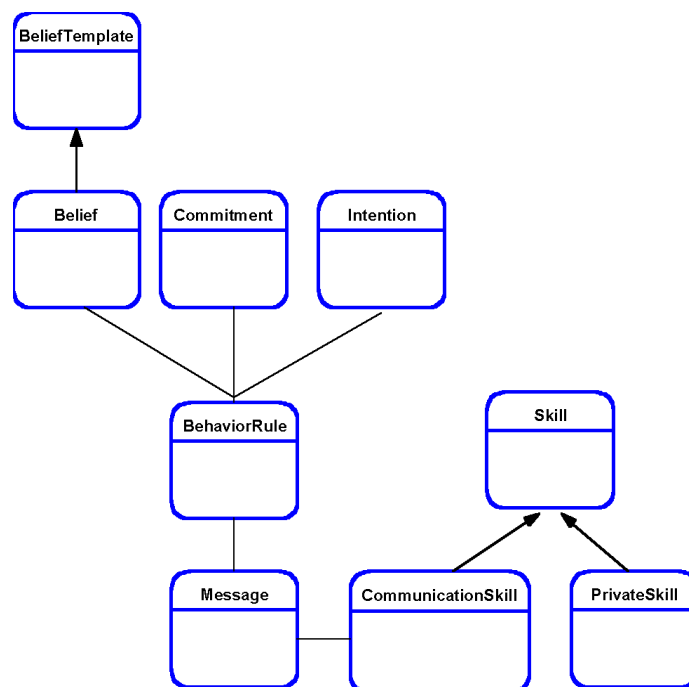 BeliefTemplate
Belief
Commitment
Intention
BehaviorRule
Skill
Message
CommunicationSkill
PrivateSkill